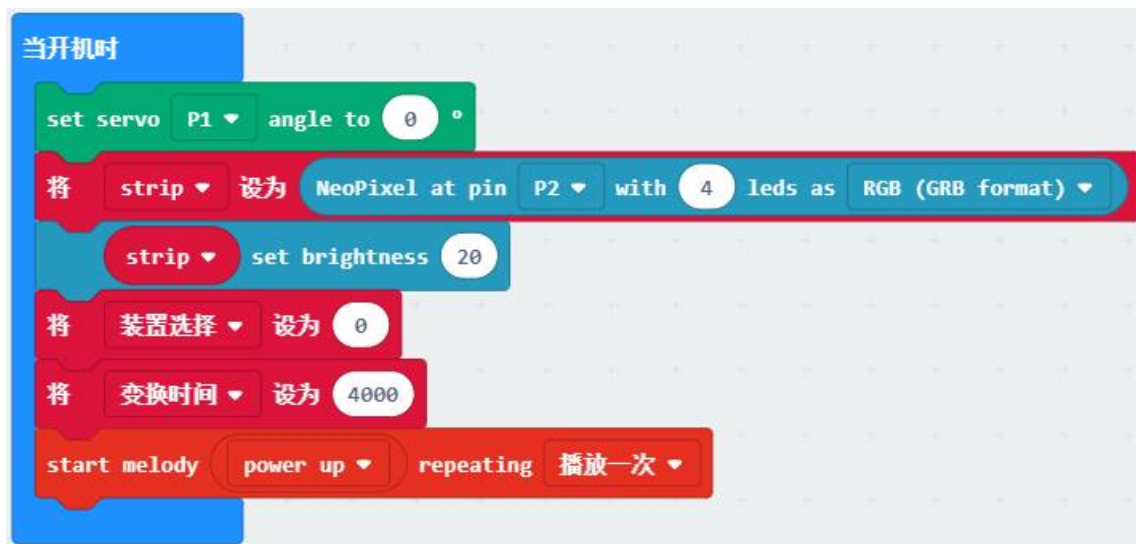 当开机时
set servo P1 angle to 0 °
将 strip 设为 NeoPixel at pin P2 with 4 leds as RGB (GRB format)
strip set brightness 20
将 装置选择 设为 0
将 变换时间 设为 4000
start melody power up repeating 播放一次